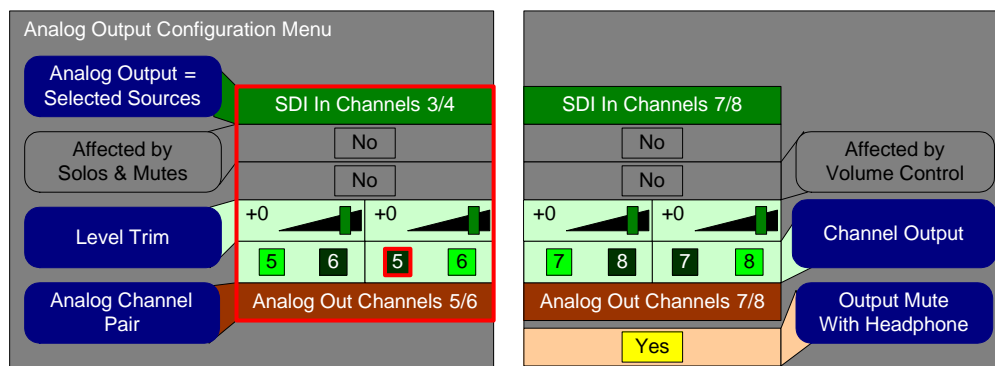 Analog Output Configuration Menu
Analog Output =
Selected Sources
SDI In Channels 3/4
Affected by
Solos & Mutes
No
No
Level Trim
+0 +0
5 6 5 6
Analog Channel
Pair
Analog Out Channels 5/6
SDI In Channels 7/8
No
No
Affected by
Volume Control
+0 +0
Channel Output
7 8 7 8
Analog Out Channels 7/8
Output Mute
With Headphone
Yes